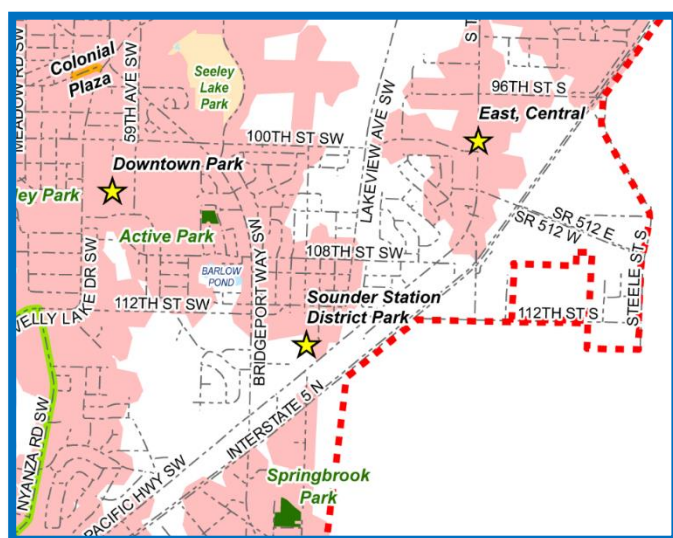 MEADOW RD SW
Colonial
Plaza
59TH AVE SW
Seeley
Lake
Park
LAKEVIEW AVE SW
S T
96TH ST S
East, Central
100TH ST SW
Downtown Park
ley Park
Active Park
SR 512 E
SR 512 W
STEELE ST S
108TH ST SW
BARLOW
POND
BRIDGEPORT WAY SW
112TH ST SW
Sounder Station
District Park
112TH ST S
VELLY LAKE DR SW
INTERSTATE 5 N
NYANZA RD SW
PACIFIC HWY SW
Springbrook
Park